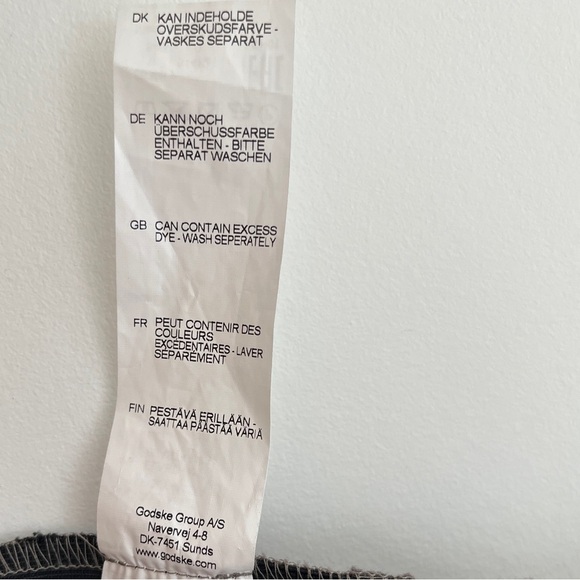 DK KAN INDEHOLDE
OVERSKUDSFARVE -
VASKES SEPARAT
DE KANN NOCH
ÜBERSCHUSSFARBE
ENTHALTEN - BITTE
SEPARAT WASCHEN
GB CAN CONTAIN EXCESS
DYE - WASH SEPERATELY
FR PEUT CONTENIR DES
COULEURS
EXCÉDENTAIRES - LAVER
SÉPARÉMENT
FIN PESTÄVÄ ERILLÄÄN -
SAATTAA PÄÄSTÄÄ VÄRIÄ
Godske Group A/S
Navervej 4-8
DK-7451 Sunds
www.godske.com